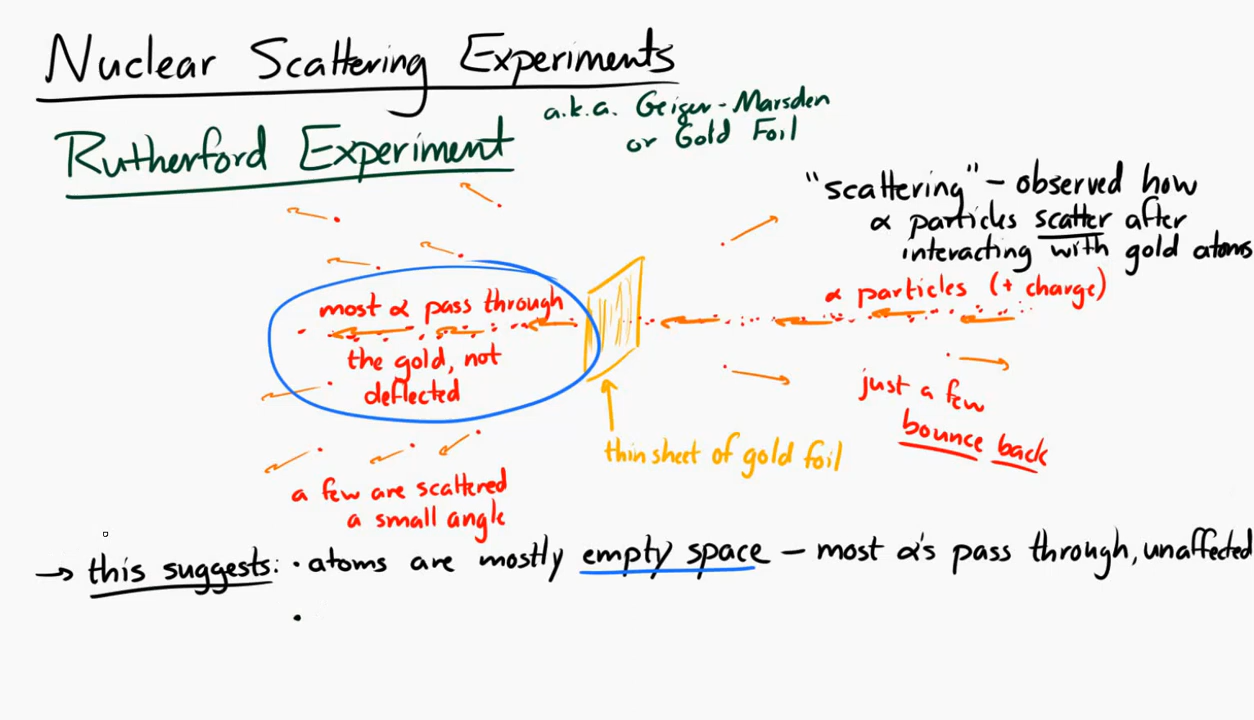 Nuclear Scattering Experiments
Rutherford Experiment
a.k.a. Geiger-Marsden
or Gold Foil
"scattering" – observed how
α particles scatter after
interacting with gold atoms
α particles (+ charge)
most α pass through
the gold, not
deflected
just a few
bounce back
thin sheet of gold foil
a few are scattered
a small angle
→ this suggests: • atoms are mostly empty space – most α's pass through, unaffected
•